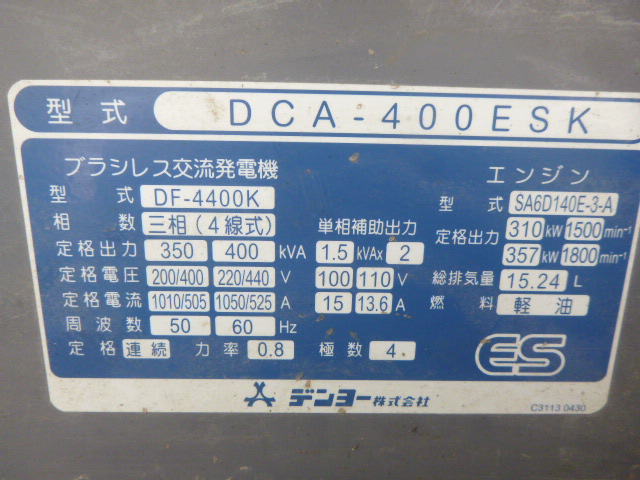 型式 DCA-400ESK
ブラシレス交流発電機
型式 DF-4400K
相数 三相(4線式)
定格出力 350 400 kVA
定格電圧 200/400 220/440 V
定格電流 1010/505 1050/525 A
周波数 50 60 Hz
定格 連続 力率 0.8 極数 4
単相補助出力
1.5 kVAx 2
100 110 V
15 13.6 A
エンジン
型式 SA6D140E-3-A
定格出力 310 kW 1500 min⁻¹
357 kW 1800 min⁻¹
総排気量 15.24 L
燃料 軽油
ES
デンヨー株式会社
C3113 0430